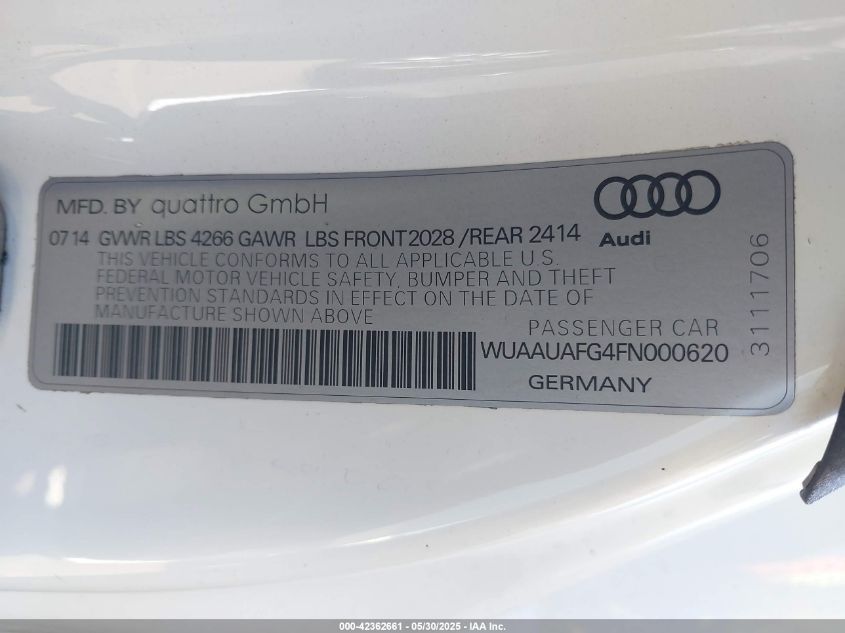 MFD. BY quattro GmbH
0714 GVWR LBS 4266 GAWR LBS FRONT 2028 /REAR 2414
Audi
THIS VEHICLE CONFORMS TO ALL APPLICABLE U.S.
FEDERAL MOTOR VEHICLE SAFETY, BUMPER AND THEFT
PREVENTION STANDARDS IN EFFECT ON THE DATE OF
MANUFACTURE SHOWN ABOVE
PASSENGER CAR
WUAAUAFG4FN000620
GERMANY
31111706
000-42362661 - 05/30/2025 - IAA Inc.